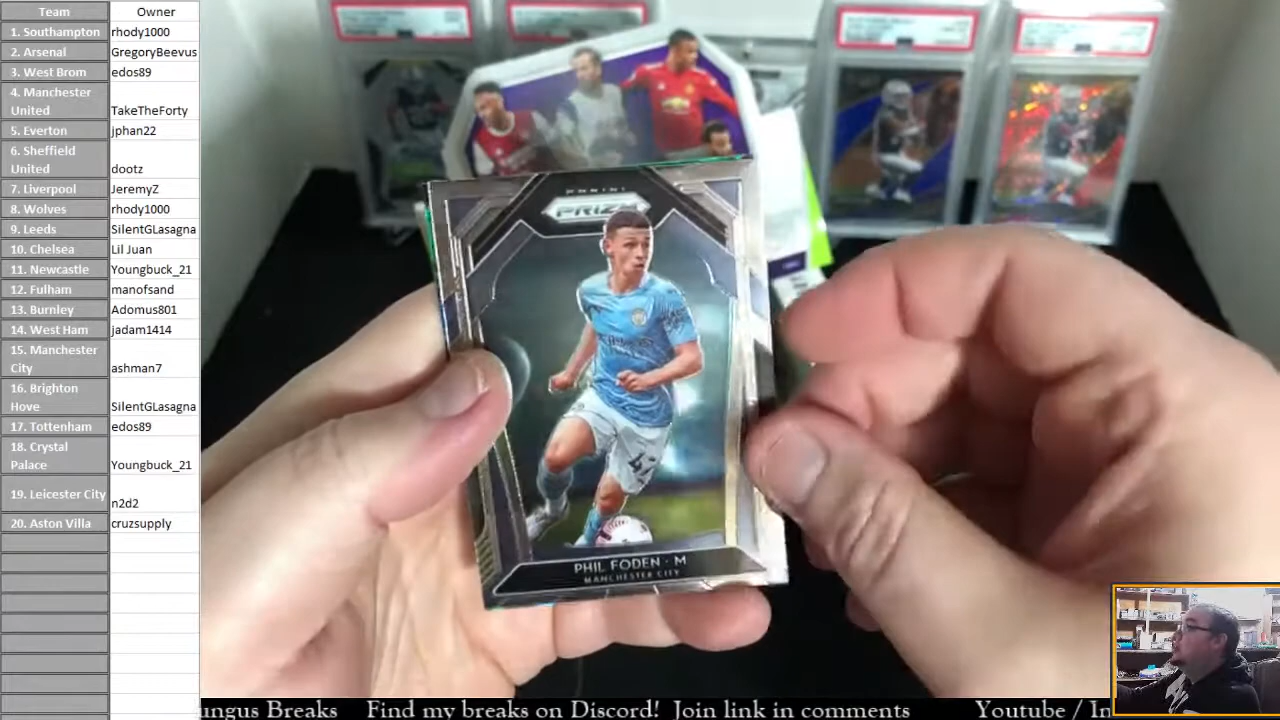 Team Owner
1. Southampton rhody1000
2. Arsenal GregoryBeevus
3. West Brom edos89
4. Manchester
United TakeTheForty
5. Everton jphan22
6. Sheffield
United dootz
7. Liverpool JeremyZ
8. Wolves rhody1000
9. Leeds SilentGLasagna
10. Chelsea Lil Juan
11. Newcastle Youngbuck_21
12. Fulham manofsand
13. Burnley Adomus801
14. West Ham jadam1414
15. Manchester
City ashman7
16. Brighton
Hove SilentGLasagna
17. Tottenham edos89
18. Crystal
Palace Youngbuck_21
19. Leicester City n2d2
20. Aston Villa cruzsupply
PANINI
PRIZM
42
PHIL FODEN · M
MANCHESTER CITY
ungus Breaks Find my breaks on Discord! Join link in comments Youtube / In